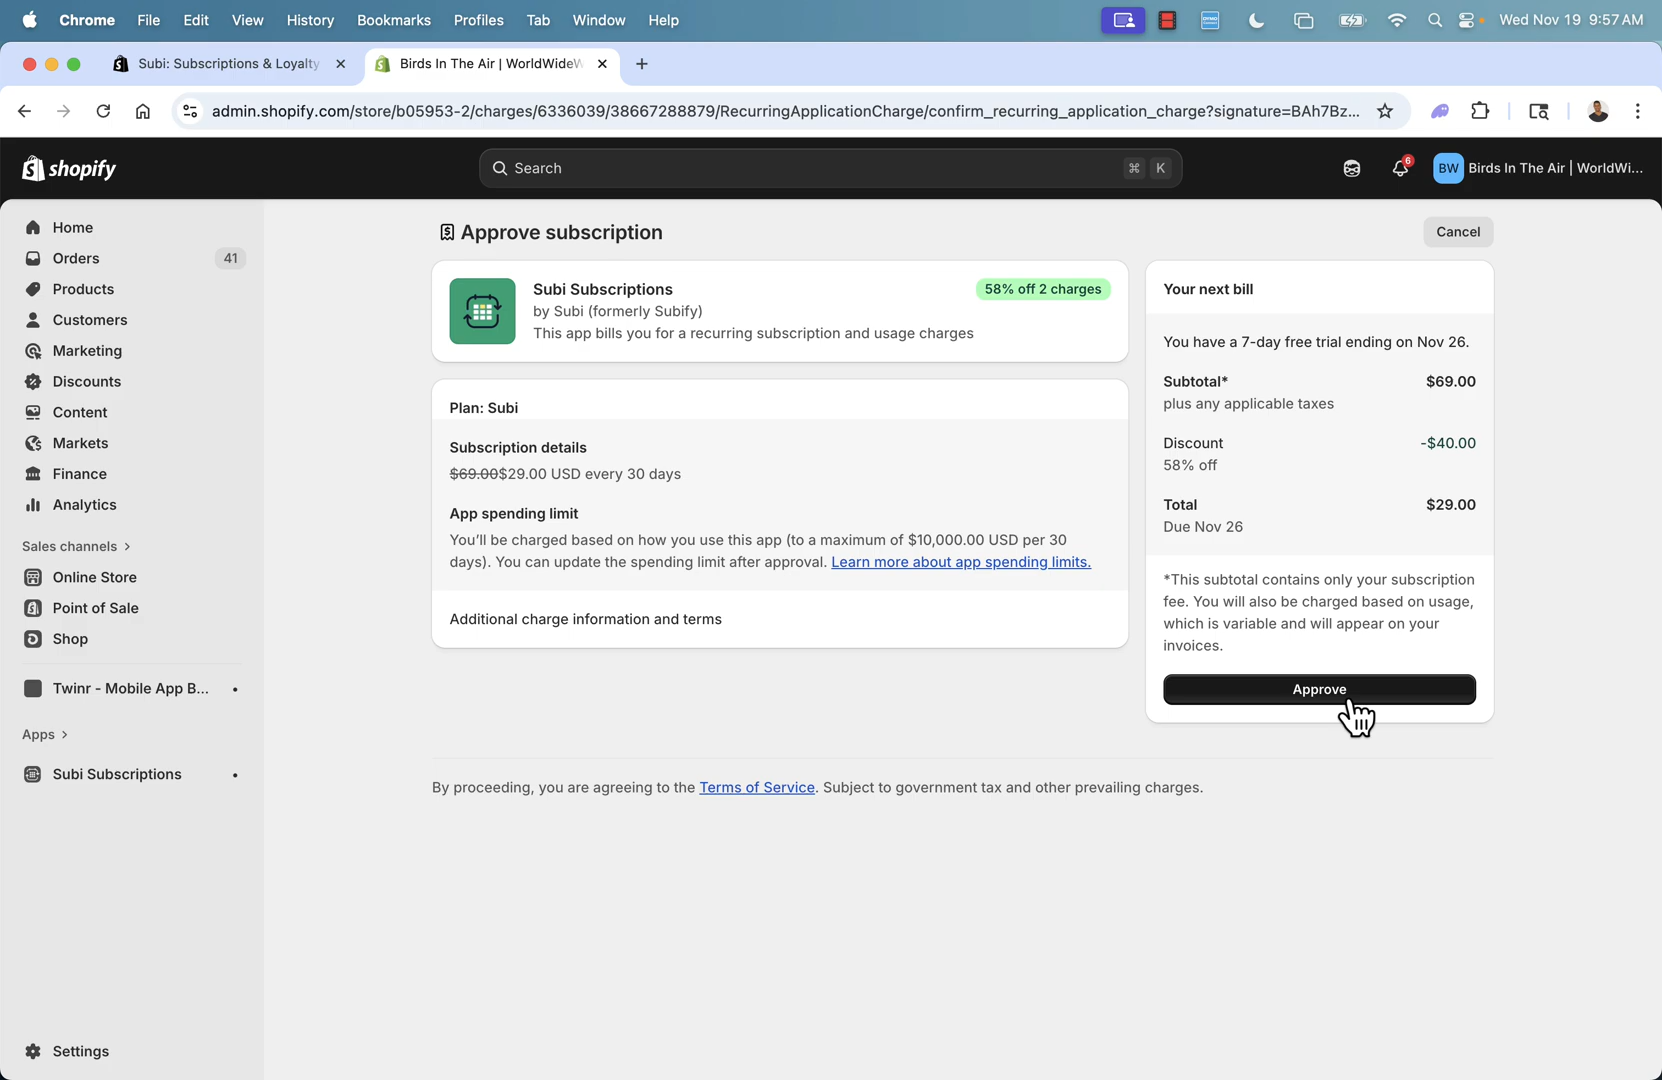 Chrome File Edit View History Bookmarks Profiles Tab Window Help Wed Nov 19 9:57 AM
Subi: Subscriptions & Loyalty
Birds In The Air | WorldWideW
admin.shopify.com/store/b05953-2/charges/6336039/38667288879/RecurringApplicationCharge/confirm_recurring_application_charge?signature=BAh7Bz...
shopify
Search
⌘ K
6
BW Birds In The Air | WorldWi...
Home
Orders 41
Products
Customers
Marketing
Discounts
Content
Markets
Finance
Analytics
Sales channels
Online Store
Point of Sale
Shop
Twinr - Mobile App B...
Apps
Subi Subscriptions
Settings
Approve subscription
Cancel
Subi Subscriptions
58% off 2 charges
by Subi (formerly Subify)
This app bills you for a recurring subscription and usage charges
Plan: Subi
Subscription details
$69.00$29.00 USD every 30 days
App spending limit
You'll be charged based on how you use this app (to a maximum of $10,000.00 USD per 30
days). You can update the spending limit after approval. Learn more about app spending limits.
Additional charge information and terms
Your next bill
You have a 7-day free trial ending on Nov 26.
Subtotal* $69.00
plus any applicable taxes
Discount -$40.00
58% off
Total $29.00
Due Nov 26
*This subtotal contains only your subscription
fee. You will also be charged based on usage,
which is variable and will appear on your
invoices.
Approve
By proceeding, you are agreeing to the Terms of Service. Subject to government tax and other prevailing charges.